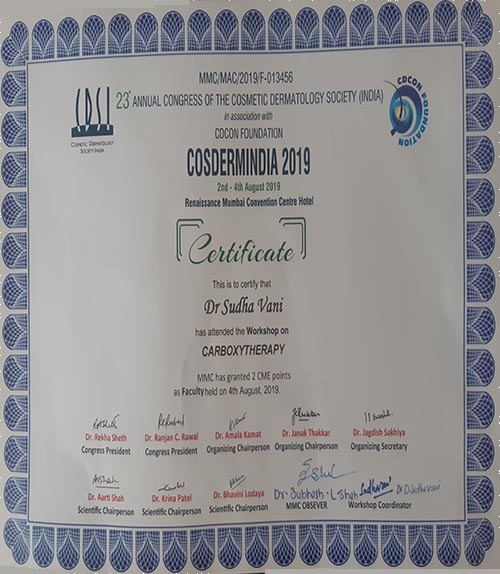 MMC/MAC/2019/F-013456
23rd ANNUAL CONGRESS OF THE COSMETIC DERMATOLOGY SOCIETY (INDIA)
in association with
CDCON FOUNDATION
CDSI
COSMETIC DERMATOLOGY
SOCIETY INDIA
CDCON FOUNDATION
COSDERMINDIA 2019
2nd - 4th August 2019
Renaissance Mumbai Convention Centre Hotel
Certificate
This is to certify that
Dr Sudha Vani
has attended the Workshop on
CARBOXYTHERAPY
MMC has granted 2 CME points
as Faculty held on 4th August, 2019.
Dr. Rekha Sheth Dr. Ranjan C. Rawal Dr. Amala Kamat Dr. Janak Thakkar Dr. Jagdish Sakhiya
Congress President Congress President Organizing Chairperson Organizing Chairperson Organizing Secretary
Dr. Aarti Shah Dr. Krina Patel Dr. Bhavini Lodaya Dr. Subhash L. Shah Dr D Sudhavani
Scientific Chairperson Scientific Chairperson Scientific Chairperson MMC OBSEVER Workshop Coordinator